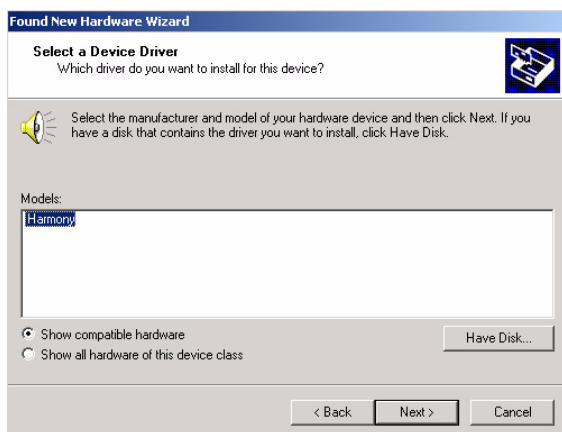 Found New Hardware Wizard
Select a Device Driver
Which driver do you want to install for this device?
Select the manufacturer and model of your hardware device and then click Next. If you
have a disk that contains the driver you want to install, click Have Disk.
Models:
Harmony
Show compatible hardware
Show all hardware of this device class
Have Disk...
< Back
Next >
Cancel